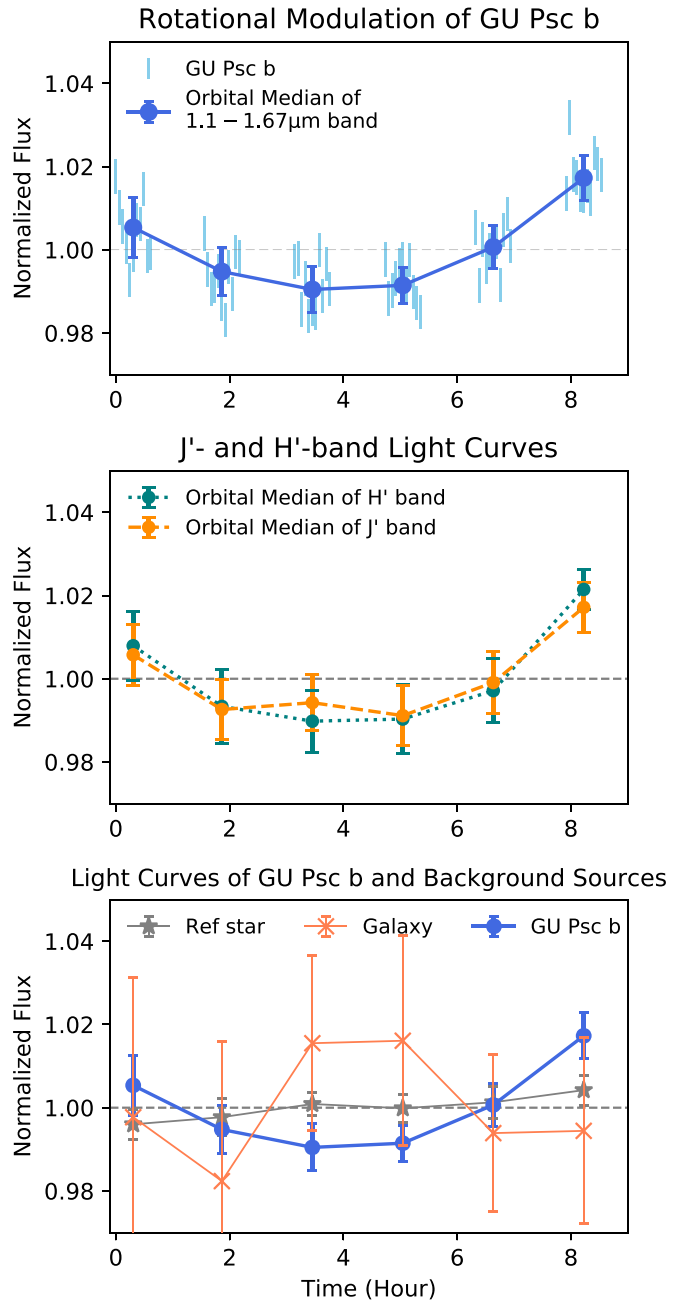 Rotational Modulation of GU Psc b
GU Psc b
Orbital Median of
1.1 − 1.67μm band
Normalized Flux
1.04
1.02
1.00
0.98
0 2 4 6 8
J'- and H'-band Light Curves
Orbital Median of H' band
Orbital Median of J' band
Normalized Flux
1.04
1.02
1.00
0.98
0 2 4 6 8
Light Curves of GU Psc b and Background Sources
Ref star Galaxy GU Psc b
Normalized Flux
1.04
1.02
1.00
0.98
0 2 4 6 8
Time (Hour)